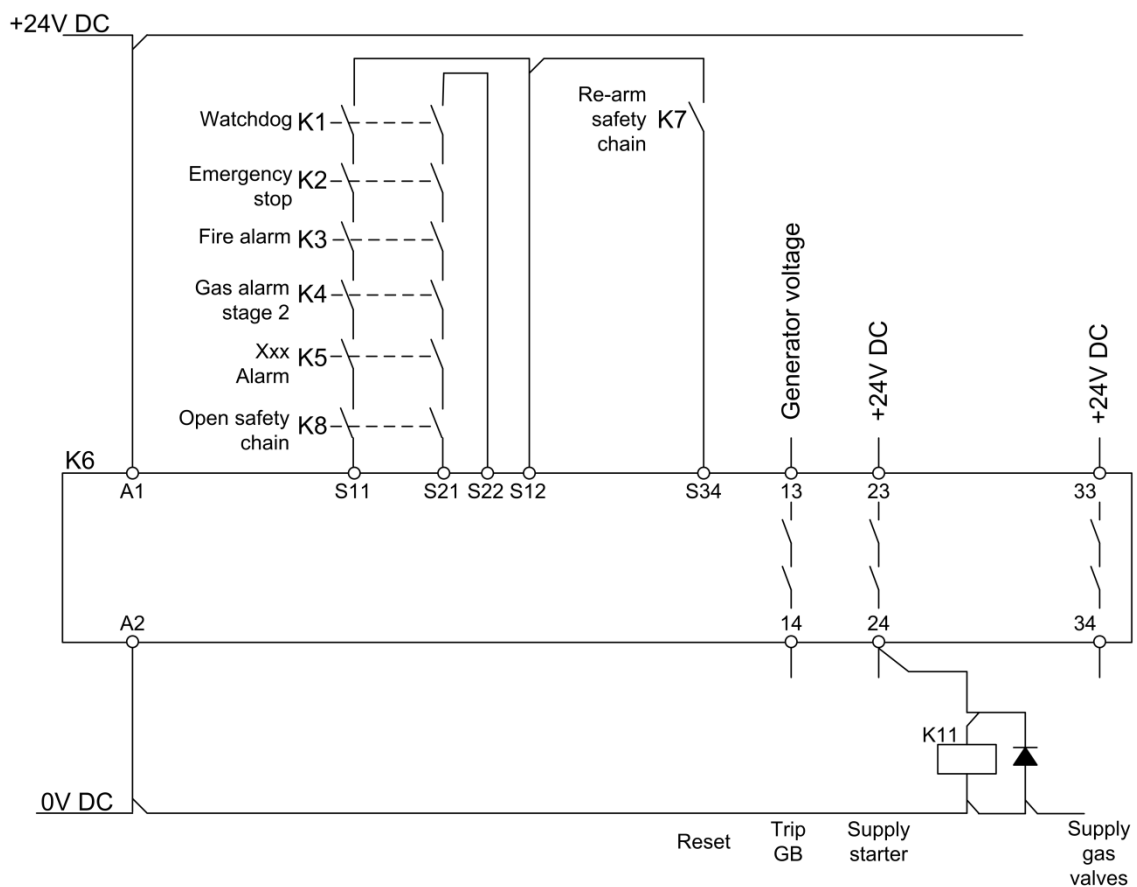 +24V DC
Watchdog K1
Emergency K2
stop
Fire alarm K3
Gas alarm K4
stage 2
Xxx K5
Alarm
Open safety K8
chain
Re-arm
safety K7
chain
Generator voltage
+24V DC
+24V DC
K6
A1 S11 S21 S22 S12 S34 13 23 33
A2 14 24 34
K11
0V DC
Reset
Trip
GB
Supply
starter
Supply
gas
valves